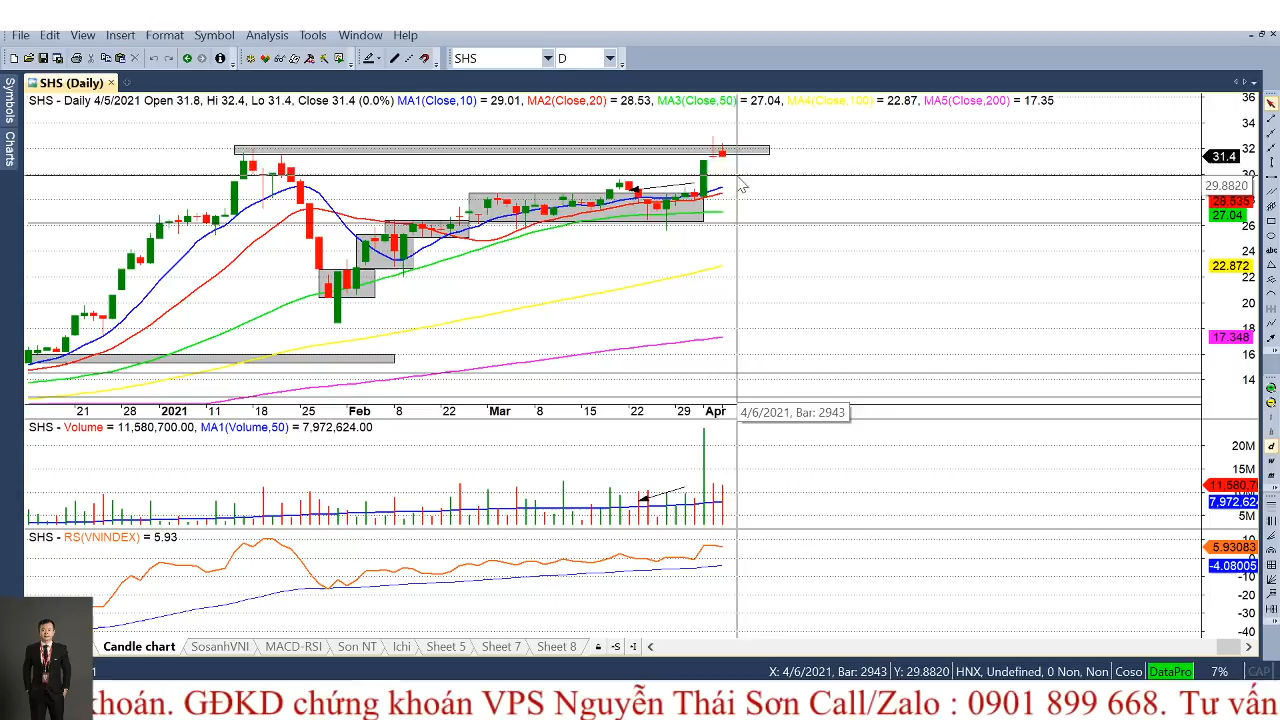 File Edit View Insert Format Symbol Analysis Tools Window Help
SHS D
SHS (Daily)
Symbols
Charts
SHS - Daily 4/5/2021 Open 31.8, Hi 32.4, Lo 31.4, Close 31.4 (0.0%) MA1(Close,10) = 29.01, MA2(Close,20) = 28.53, MA3(Close,50) = 27.04, MA4(Close,100) = 22.87, MA5(Close,200) = 17.35
36
34
32
31.4
29.8820
28.535
27.04
26
24
22.872
22
20
18
17.348
16
14
21 28 2021 11 18 25 Feb 8 22 Mar 8 15 22 29 Apr
4/6/2021, Bar: 2943
SHS - Volume = 11,580,700.00, MA1(Volume,50) = 7,972,624.00
20M
15M
11,580.7
7,972,624
5M
SHS - RS(VNINDEX) = 5.93
10
5.93083
0
-4.08005
-10
-20
-30
-40
Candle chart SosanhVNI MACD-RSI Son NT Ichi Sheet 5 Sheet 7 Sheet 8
X: 4/6/2021, Bar: 2943 Y: 29.8820 HNX, Undefined, 0 Non, Non, Coso DataPro 7% CAP
khoán. GĐKD chứng khoán VPS Nguyễn Thái Sơn Call/Zalo : 0901 899 668. Tư vấn